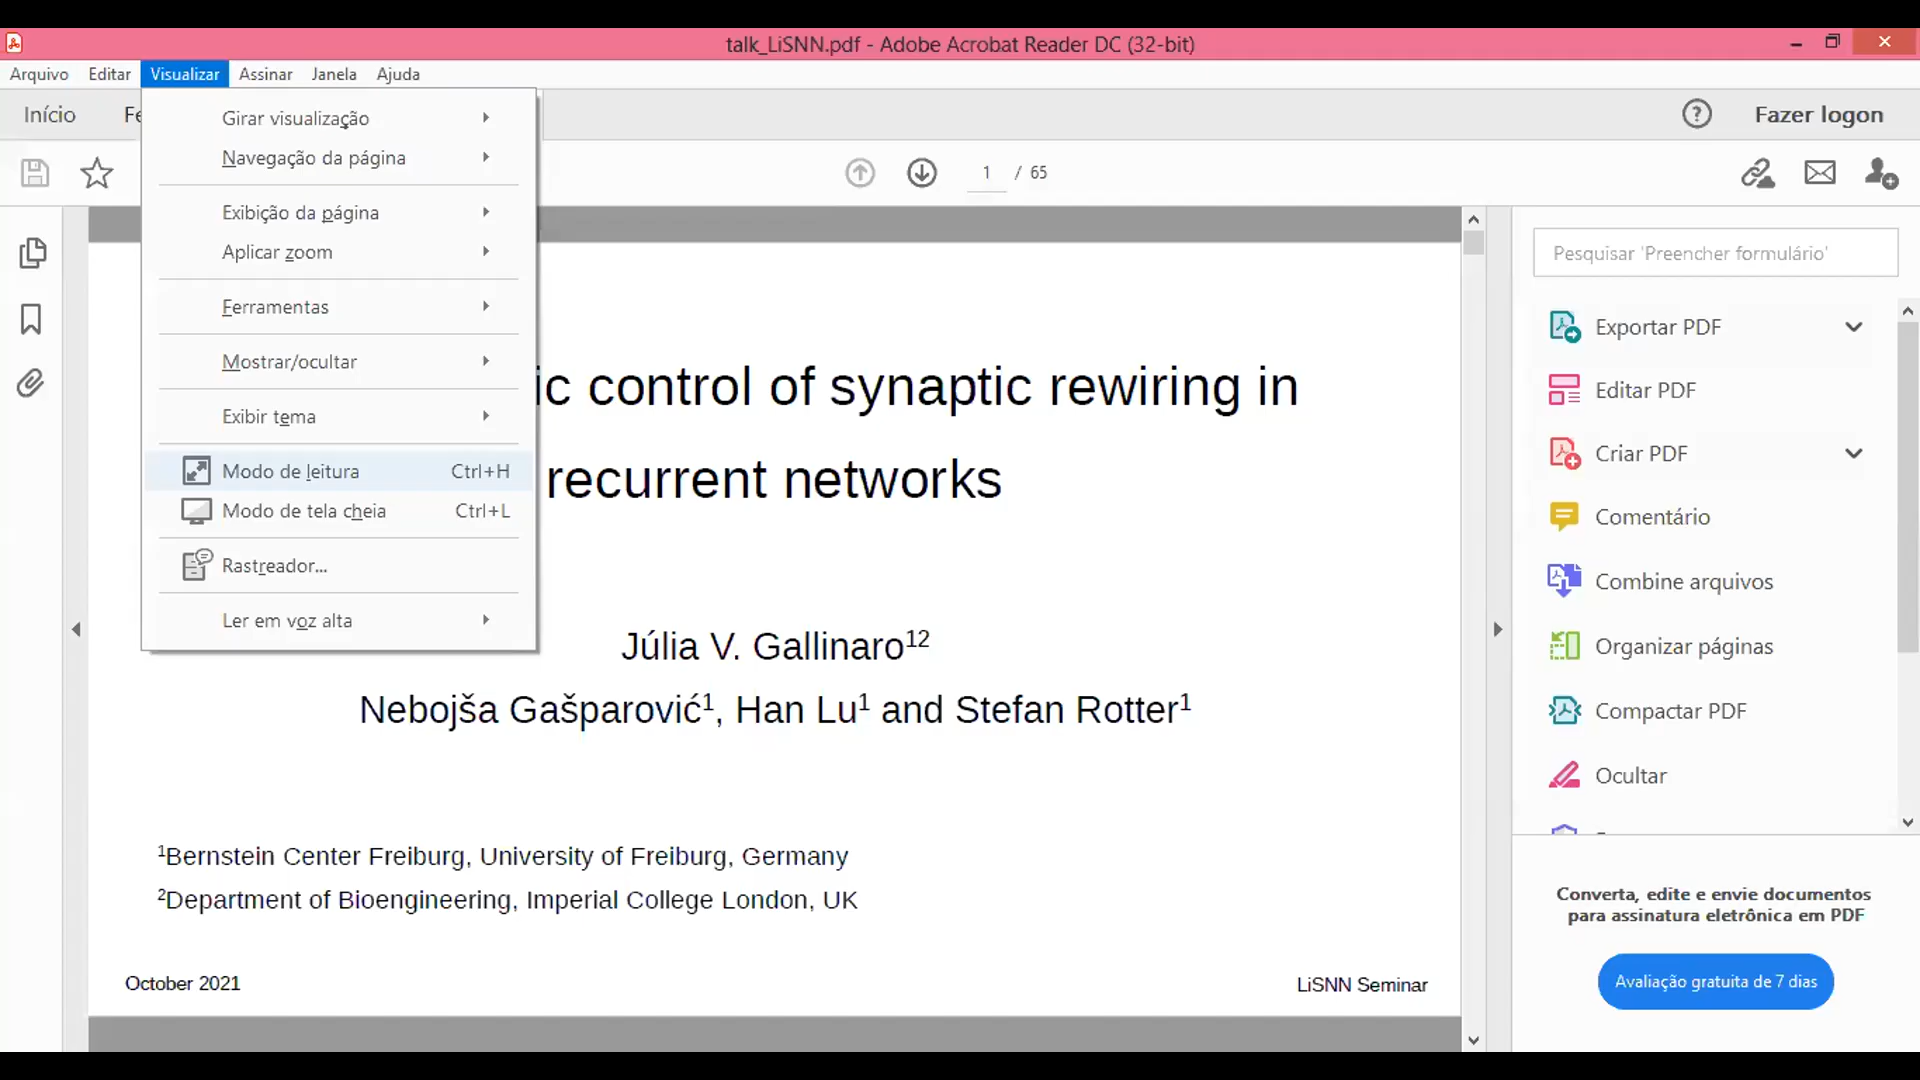 talk_LiSNN.pdf - Adobe Acrobat Reader DC (32-bit)
Arquivo Editar Visualizar Assinar Janela Ajuda
Início Fe
Fazer logon
1 / 65
Girar visualização
Navegação da página
Exibição da página
Aplicar zoom
Ferramentas
Mostrar/ocultar
Exibir tema
Modo de leitura Ctrl+H
Modo de tela cheia Ctrl+L
Rastreador...
Ler em voz alta
ic control of synaptic rewiring in
recurrent networks
Júlia V. Gallinaro¹²
Nebojša Gašparović¹, Han Lu¹ and Stefan Rotter¹
¹Bernstein Center Freiburg, University of Freiburg, Germany
²Department of Bioengineering, Imperial College London, UK
October 2021
LiSNN Seminar
Pesquisar 'Preencher formulário'
Exportar PDF
Editar PDF
Criar PDF
Comentário
Combine arquivos
Organizar páginas
Compactar PDF
Ocultar
Converta, edite e envie documentos
para assinatura eletrônica em PDF
Avaliação gratuita de 7 dias